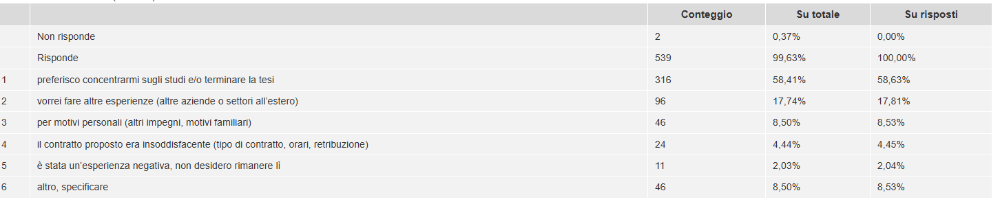 Conteggio Su totale Su risposti
Non risponde 2 0,37% 0,00%
Risponde 539 99,63% 100,00%
1 preferisco concentrarmi sugli studi e/o terminare la tesi 316 58,41% 58,63%
2 vorrei fare altre esperienze (altre aziende o settori all’estero) 96 17,74% 17,81%
3 per motivi personali (altri impegni, motivi familiari) 46 8,50% 8,53%
4 il contratto proposto era insoddisfacente (tipo di contratto, orari, retribuzione) 24 4,44% 4,45%
5 è stata un’esperienza negativa, non desidero rimanere lì 11 2,03% 2,04%
6 altro, specificare 46 8,50% 8,53%